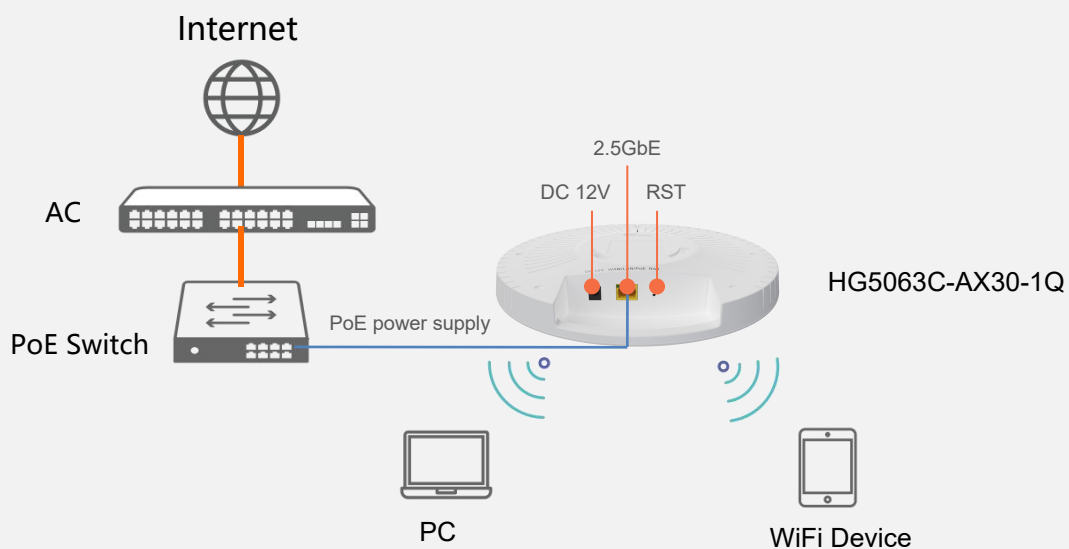 Internet
2.5GbE
DC 12V
RST
AC
HG5063C-AX30-1Q
PoE power supply
PoE Switch
PC
WiFi Device